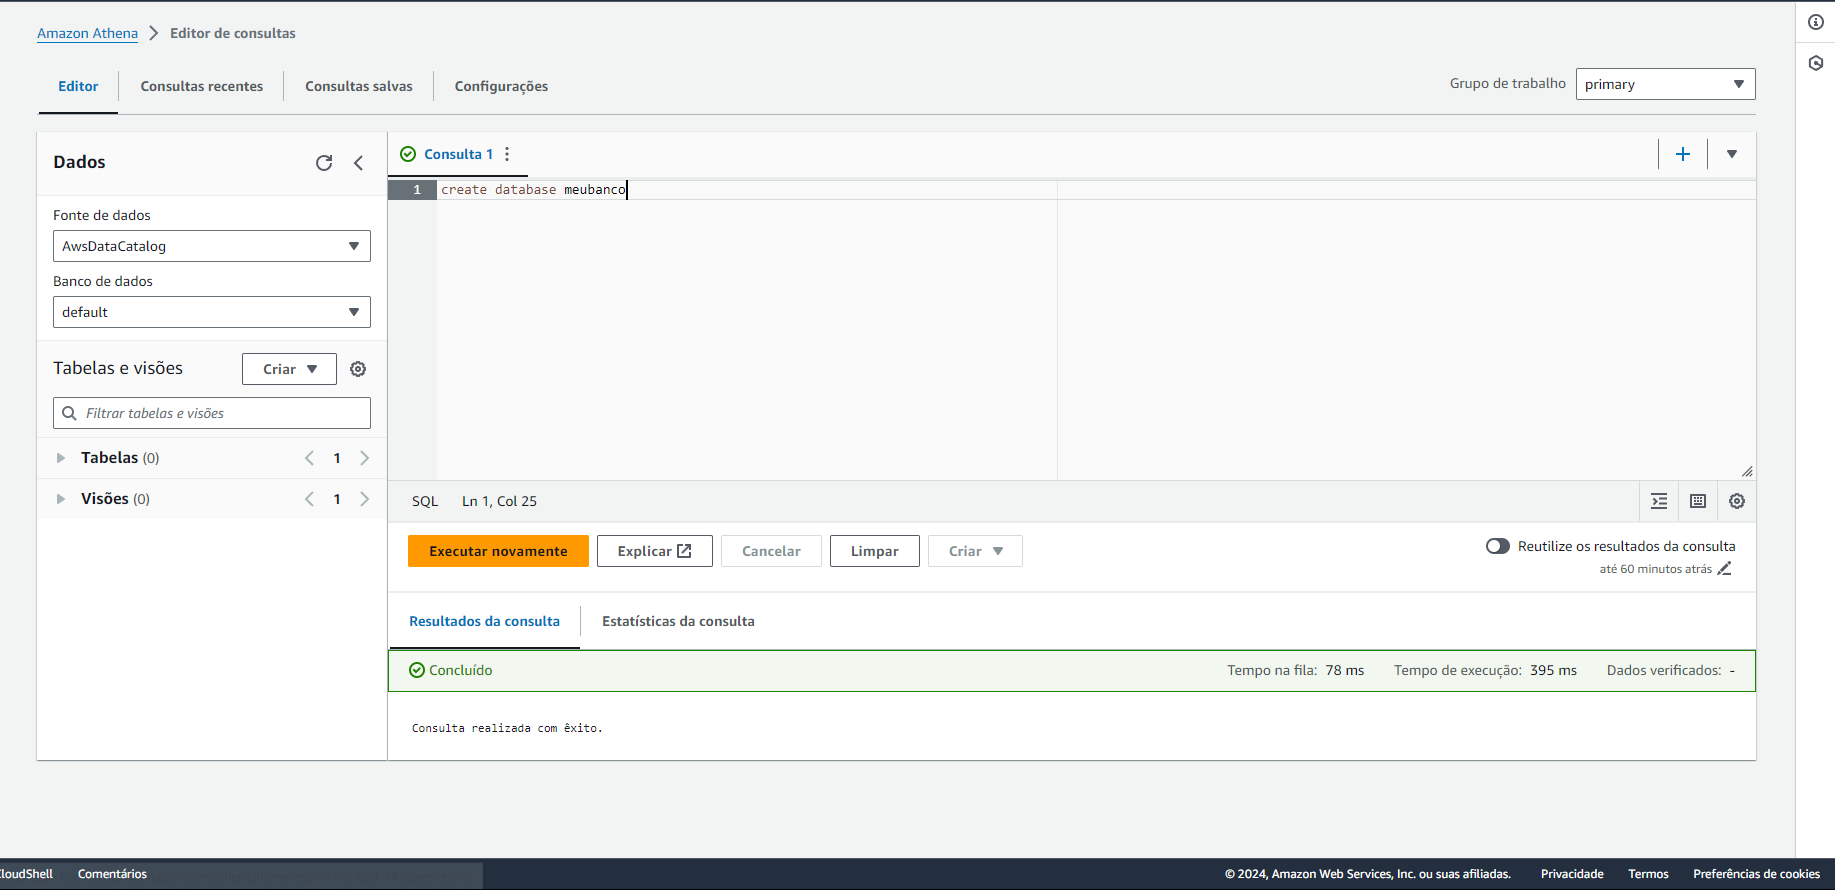 Amazon Athena > Editor de consultas
Editor Consultas recentes Consultas salvas Configurações Grupo de trabalho primary
Dados
Fonte de dados
AwsDataCatalog
Banco de dados
default
Tabelas e visões Criar
Filtrar tabelas e visões
Tabelas (0) 1
Visões (0) 1
Consulta 1
1 create database meubanco
SQL Ln 1, Col 25
Executar novamente Explicar Cancelar Limpar Criar
Reutilize os resultados da consulta
até 60 minutos atrás
Resultados da consulta Estatísticas da consulta
Concluído Tempo na fila: 78 ms Tempo de execução: 395 ms Dados verificados: -
Consulta realizada com êxito.
CloudShell Comentários © 2024, Amazon Web Services, Inc. ou suas afiliadas. Privacidade Termos Preferências de cookies